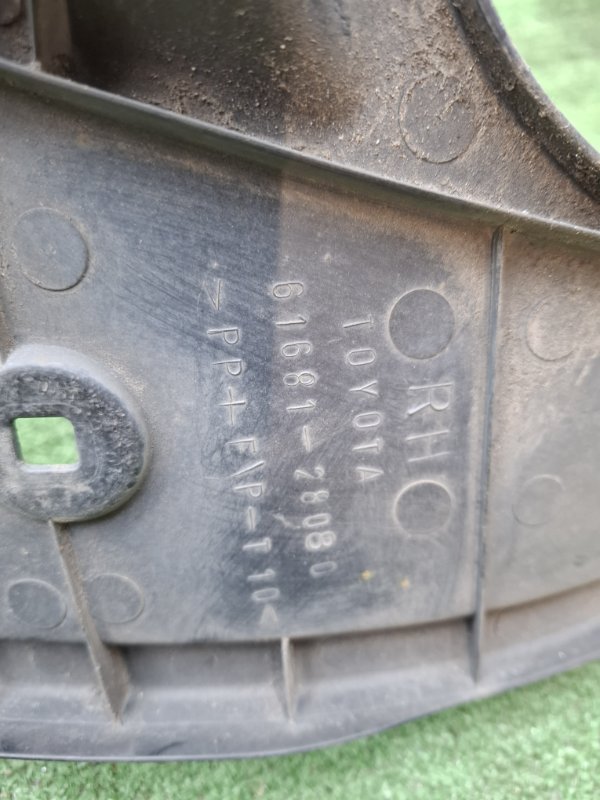 RH
TOYOTA
61681-28080
>PP+E/P-T10<